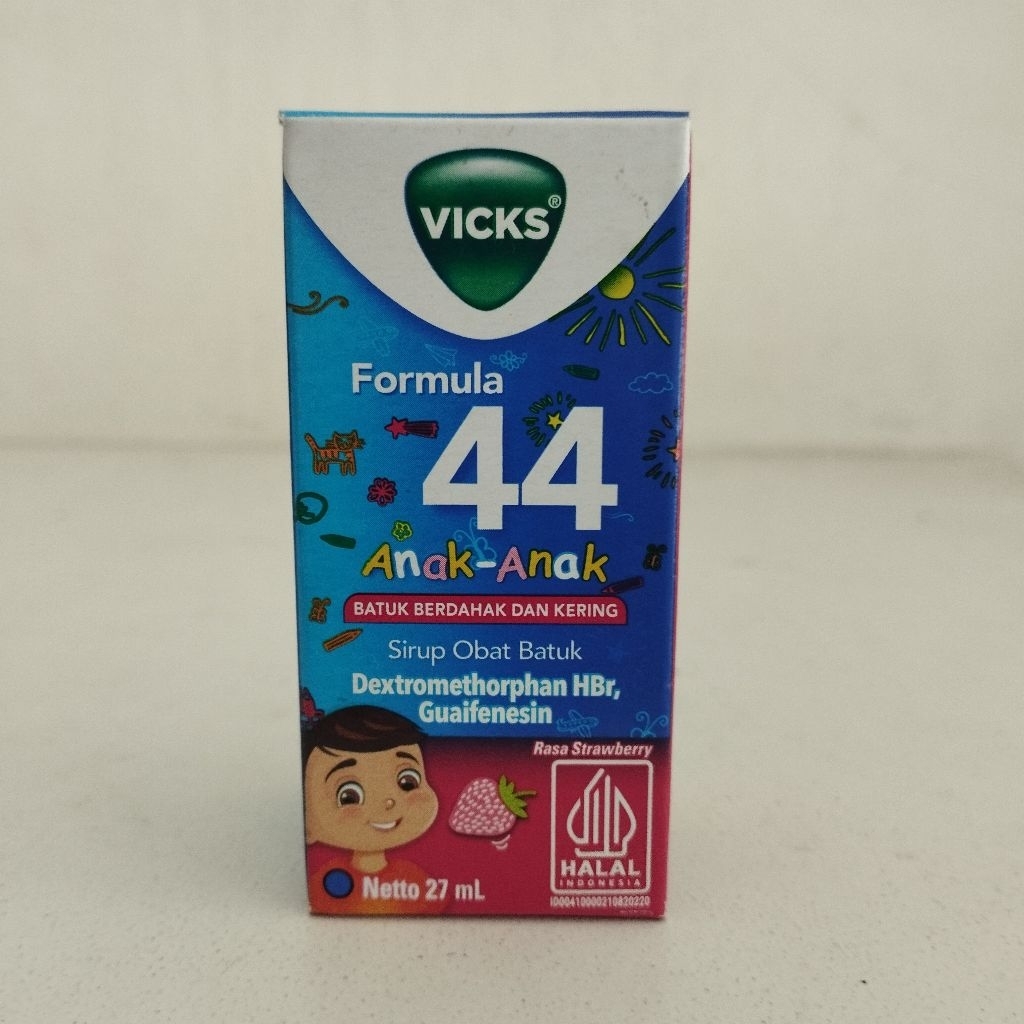 VICKS®
Formula
44
Anak-Anak
BATUK BERDAHAK DAN KERING
Sirup Obat Batuk
Dextromethorphan HBr,
Guaifenesin
Rasa Strawberry
HALAL
INDONESIA
ID00410000210820220
Netto 27 mL